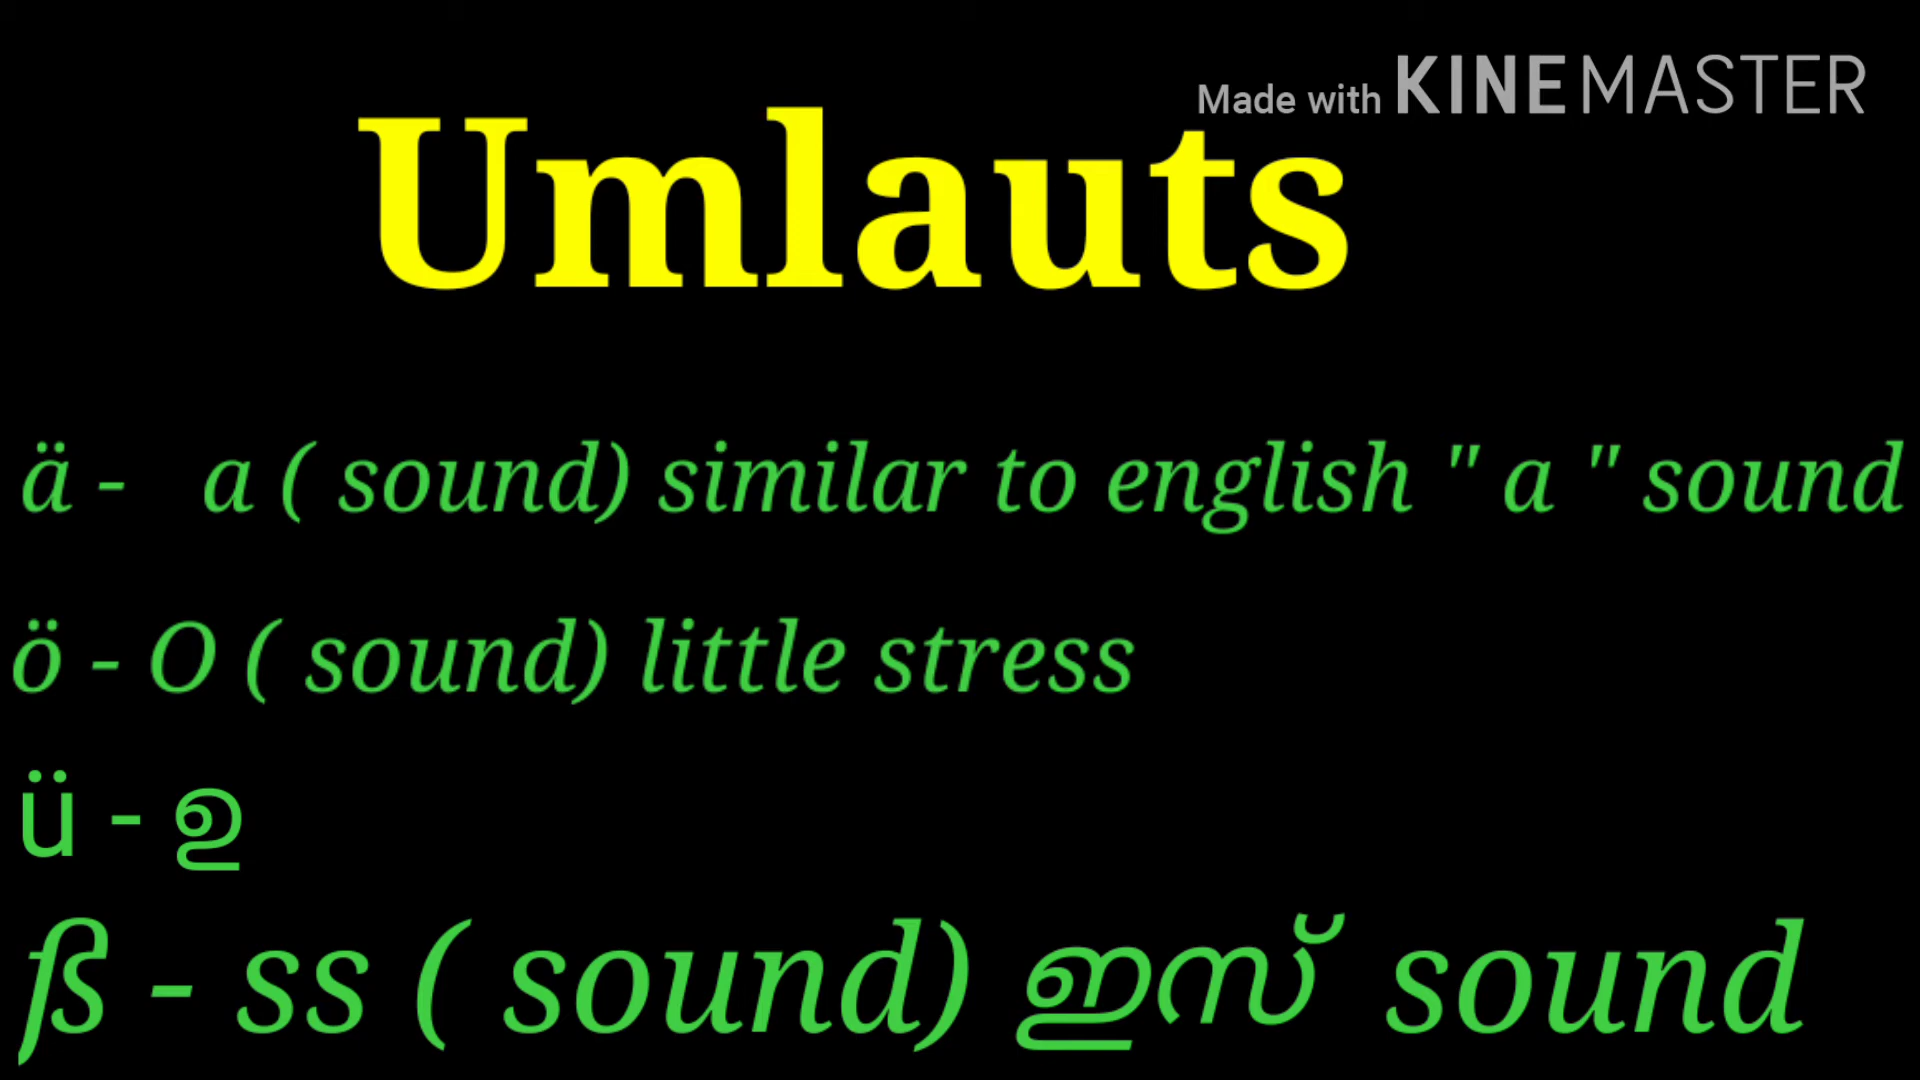 Made with KINEMASTER
Umlauts
ä - a ( sound) similar to english " a " sound
ö - O ( sound) little stress
ü - ഉ
ß - ss ( sound) ഇസ് sound